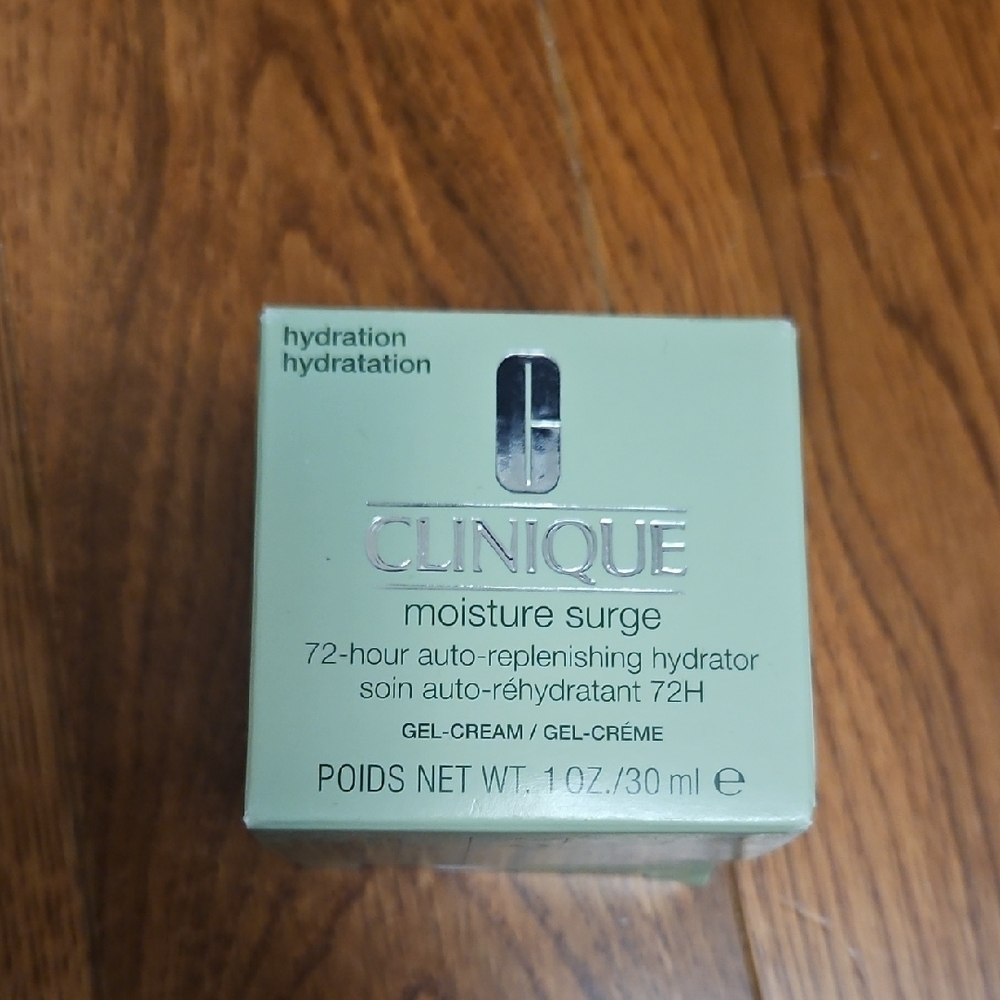 hydration
hydratation
CLINIQUE
moisture surge
72-hour auto-replenishing hydrator
soin auto-réhydratant 72H
GEL-CREAM / GEL-CRÉME
POIDS NET WT. 1 OZ./30 ml ℮